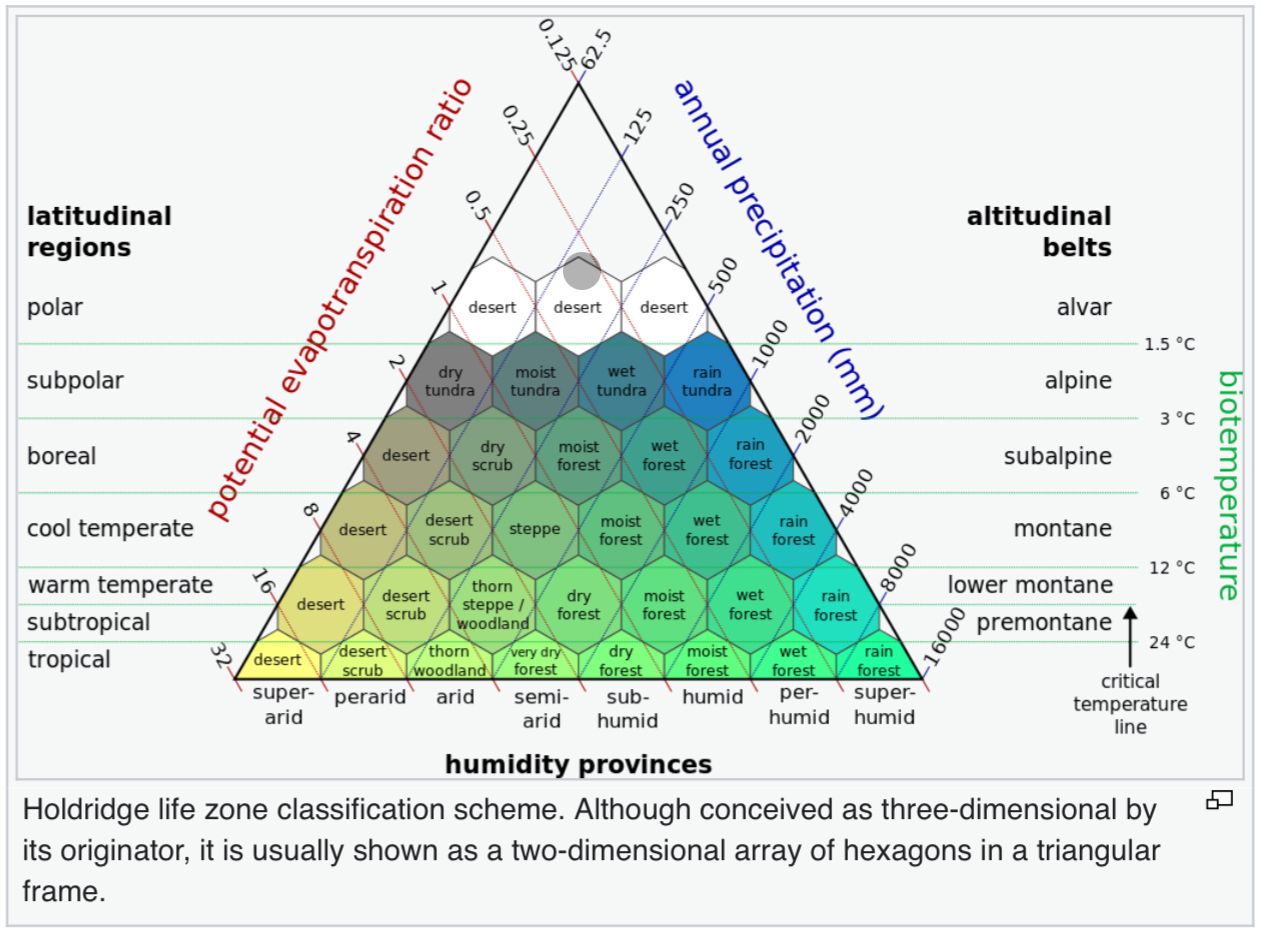 0.125
62.5
0.25
125
0.5
250
1
500
2
1000
4
2000
8
4000
16
8000
32
16000
potential evapotranspiration ratio
annual precipitation (mm)
latitudinal
regions
altitudinal
belts
polar
desert
desert
desert
alvar
1.5 °C
subpolar
dry
tundra
moist
tundra
wet
tundra
rain
tundra
alpine
3 °C
boreal
desert
dry
scrub
moist
forest
wet
forest
rain
forest
subalpine
6 °C
cool temperate
desert
desert
scrub
steppe
moist
forest
wet
forest
rain
forest
montane
12 °C
warm temperate
subtropical
desert
desert
scrub
thorn
steppe /
woodland
dry
forest
moist
forest
wet
forest
rain
forest
lower montane
premontane
24 °C
tropical
desert
desert
scrub
thorn
woodland
very dry
forest
dry
forest
moist
forest
wet
forest
rain
forest
biotemperature
critical
temperature
line
super-
arid
perarid
arid
semi-
arid
sub-
humid
humid
per-
humid
super-
humid
humidity provinces
Holdridge life zone classification scheme. Although conceived as three-dimensional by
its originator, it is usually shown as a two-dimensional array of hexagons in a triangular
frame.